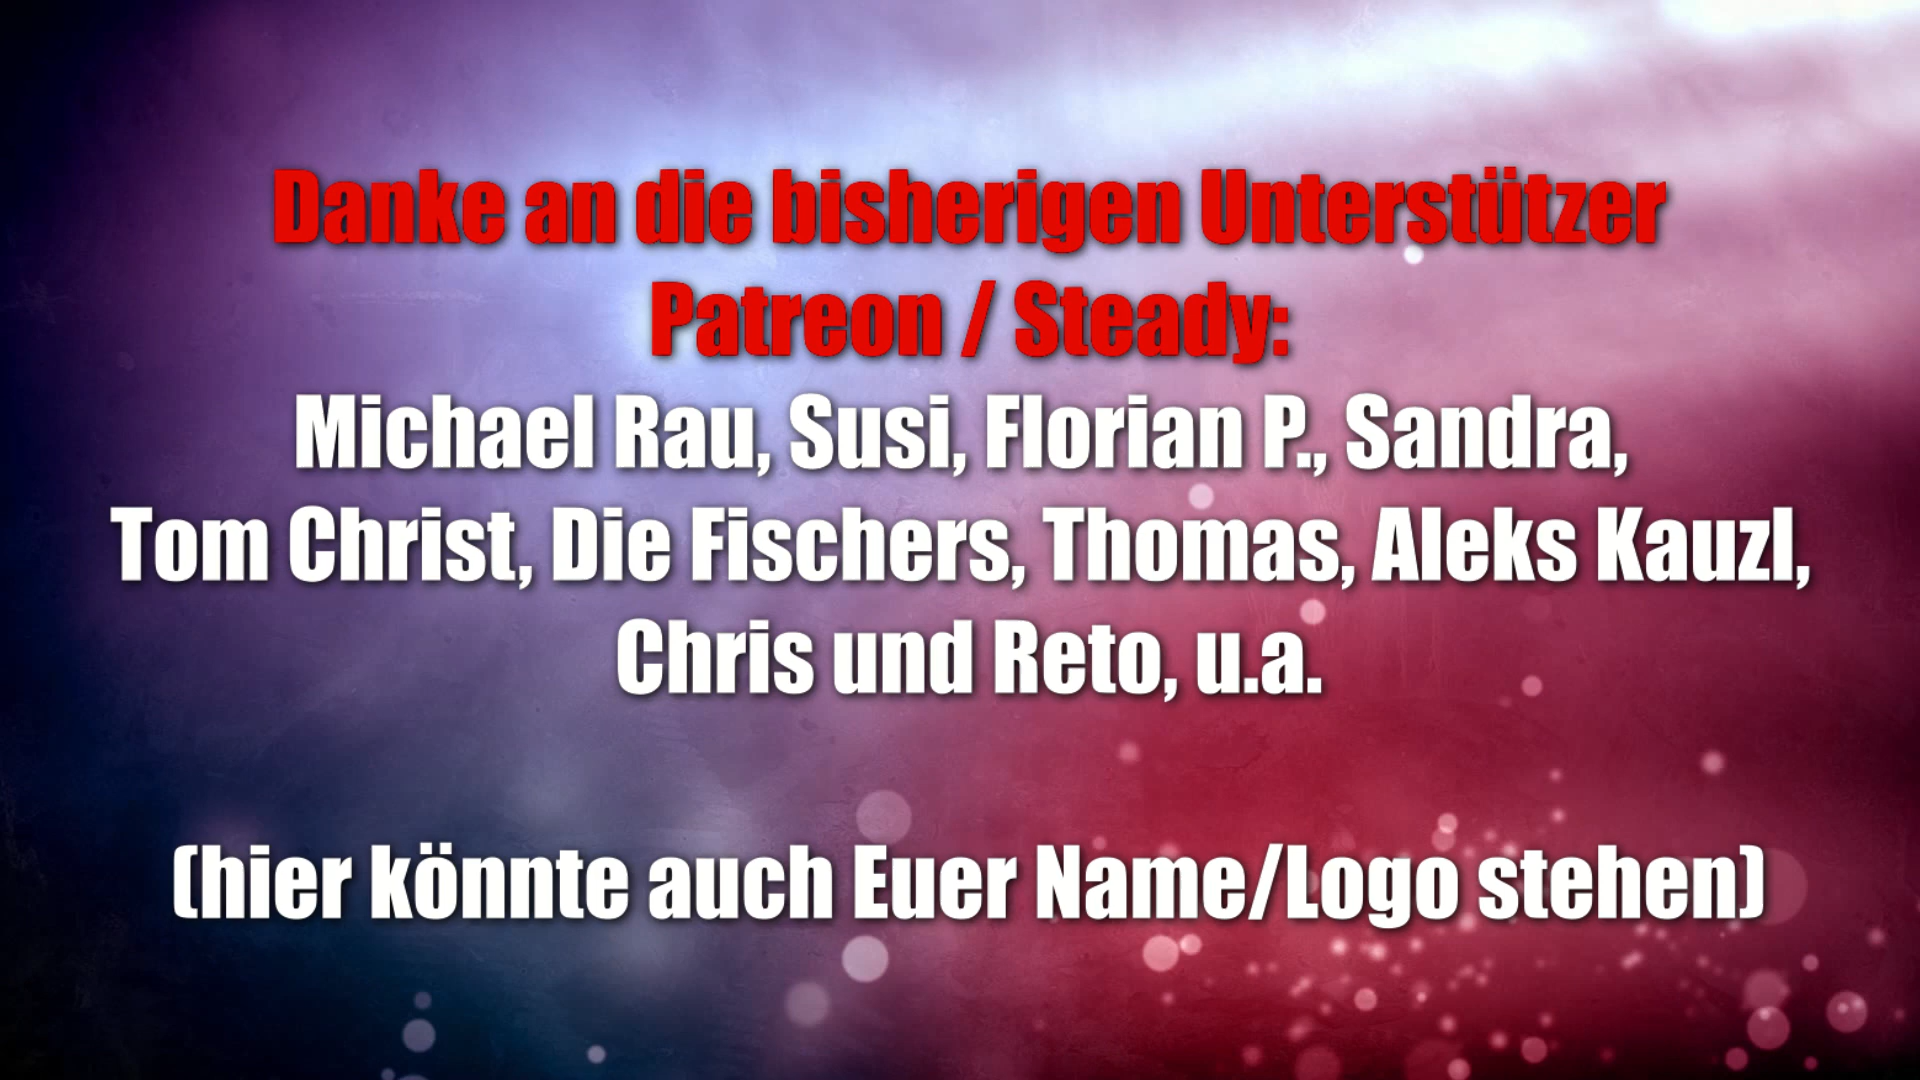 Danke an die bisherigen Unterstützer
Patreon / Steady:
Michael Rau, Susi, Florian P., Sandra,
Tom Christ, Die Fischers, Thomas, Aleks Kauzl,
Chris und Reto, u.a.
(hier könnte auch Euer Name/Logo stehen)